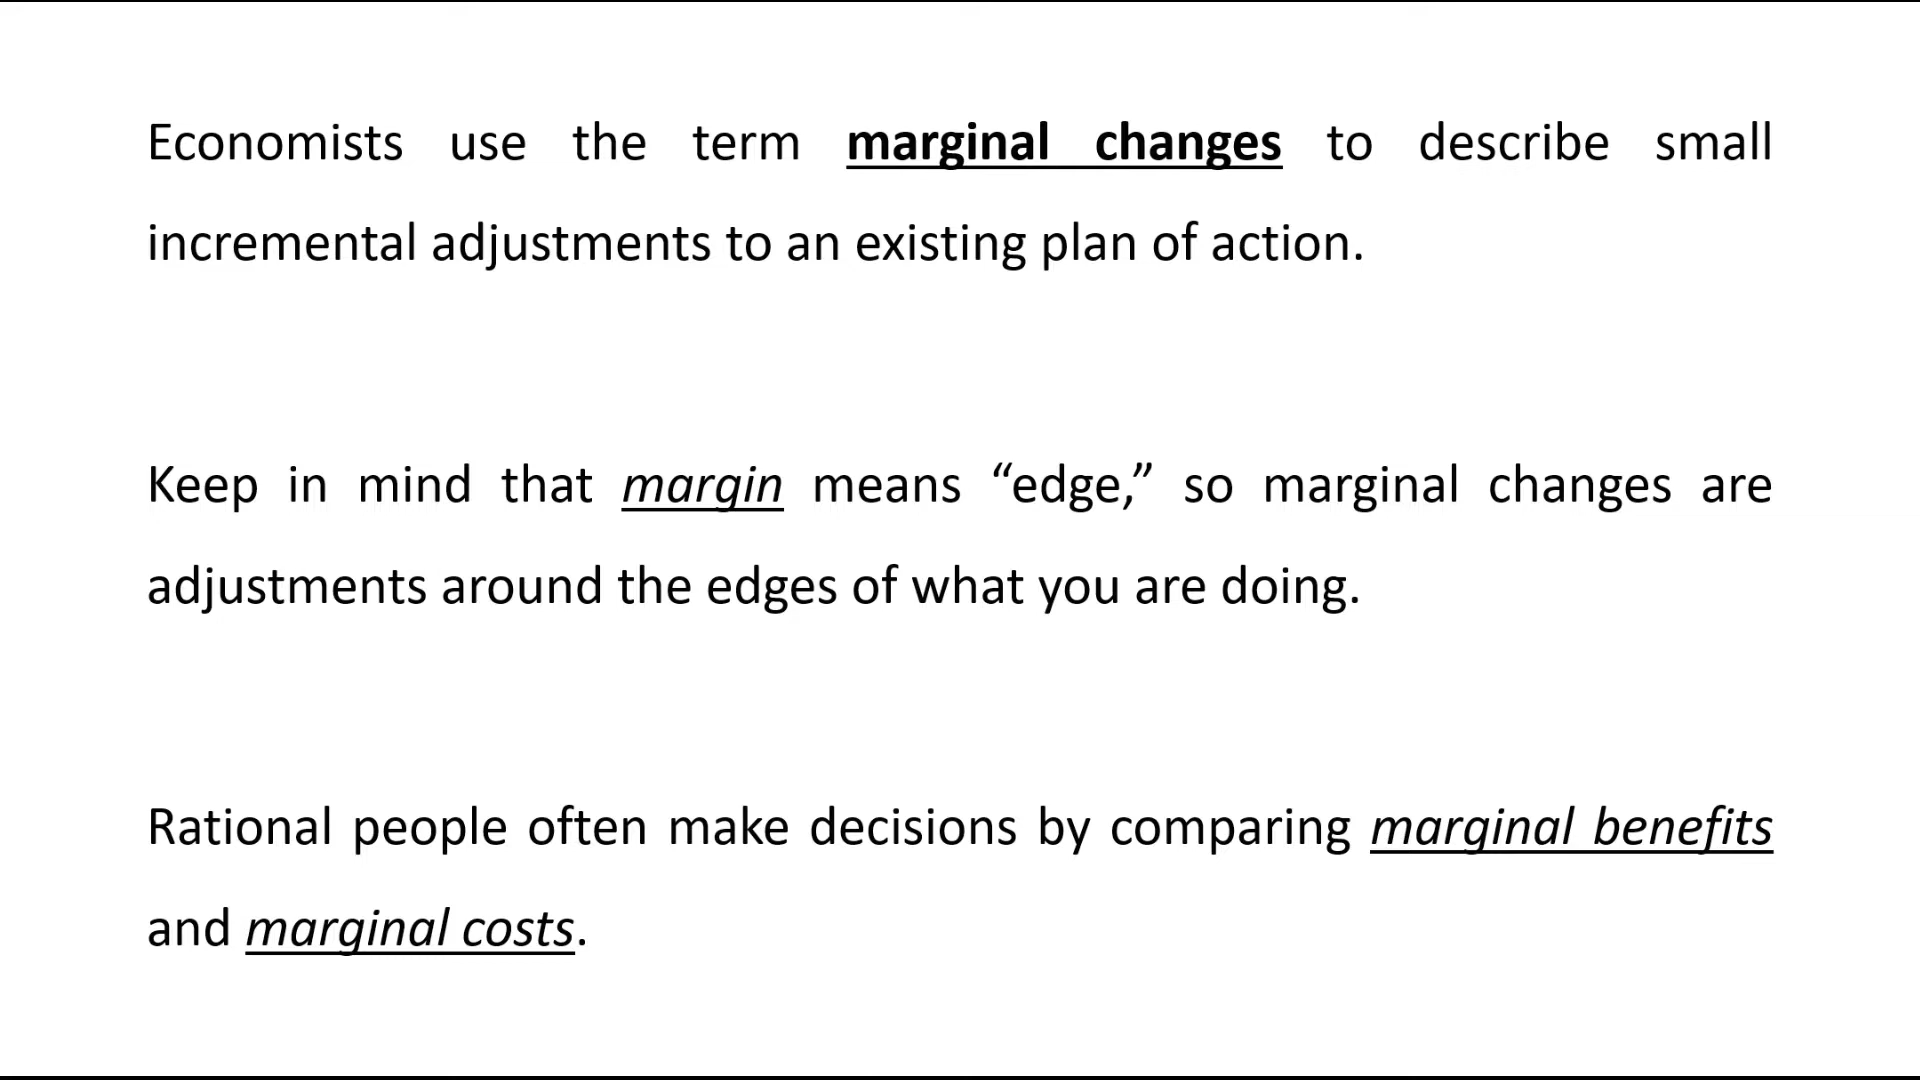 Economists use the term marginal changes to describe small
incremental adjustments to an existing plan of action.
Keep in mind that margin means “edge,” so marginal changes are
adjustments around the edges of what you are doing.
Rational people often make decisions by comparing marginal benefits
and marginal costs.